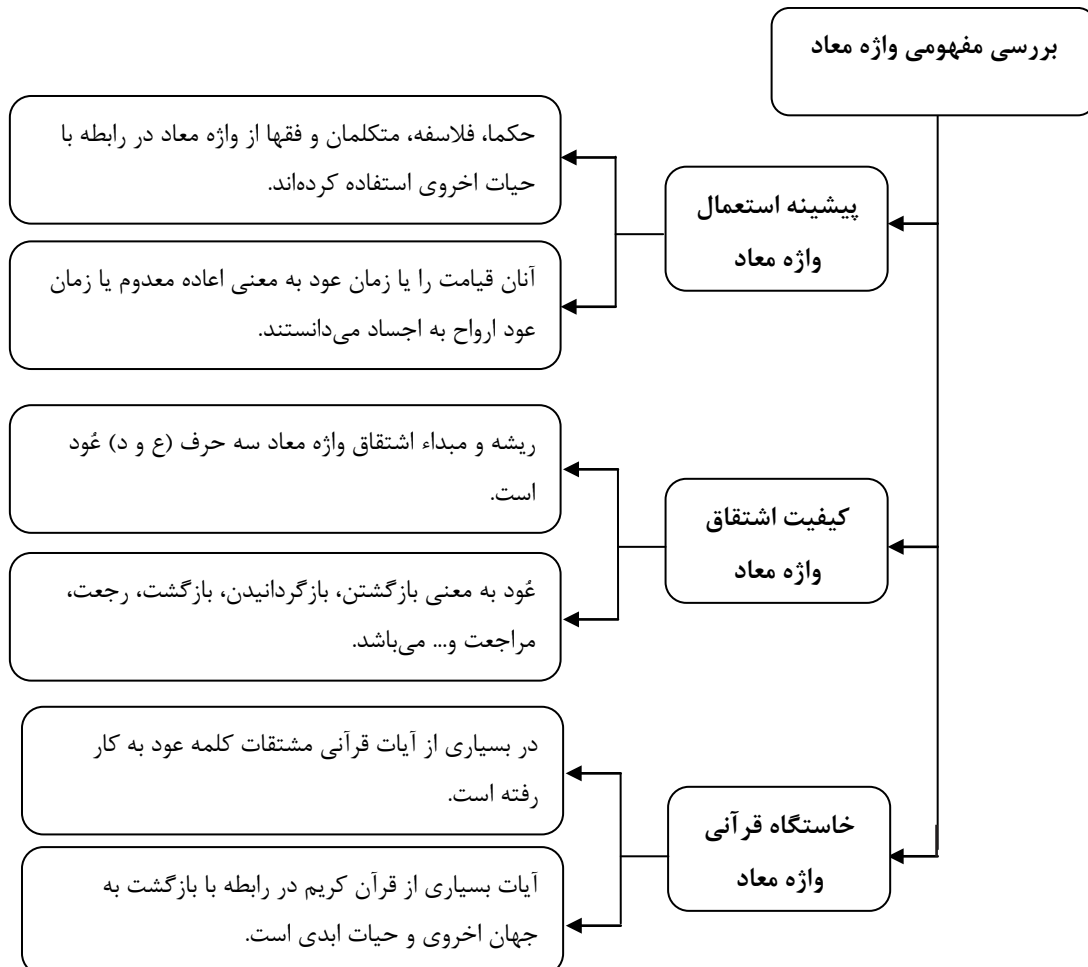 بررسی مفهومی واژه معاد
پیشینه استعمال
واژه معاد
حکما، فلاسفه، متکلمان و فقها از واژه معاد در رابطه با
حیات اخروی استفاده کرده‌اند.
آنان قیامت را یا زمان عود به معنی اعاده معدوم یا زمان
عود ارواح به اجساد می‌دانستند.
کیفیت اشتقاق
واژه معاد
ریشه و مبداء اشتقاق واژه معاد سه حرف (ع و د) عُود
است.
عُود به معنی بازگشتن، بازگردانیدن، بازگشت، رجعت،
مراجعت و... می‌باشد.
خاستگاه قرآنی
واژه معاد
در بسیاری از آیات قرآنی مشتقات کلمه عود به کار
رفته است.
آیات بسیاری از قرآن کریم در رابطه با بازگشت به
جهان اخروی و حیات ابدی است.